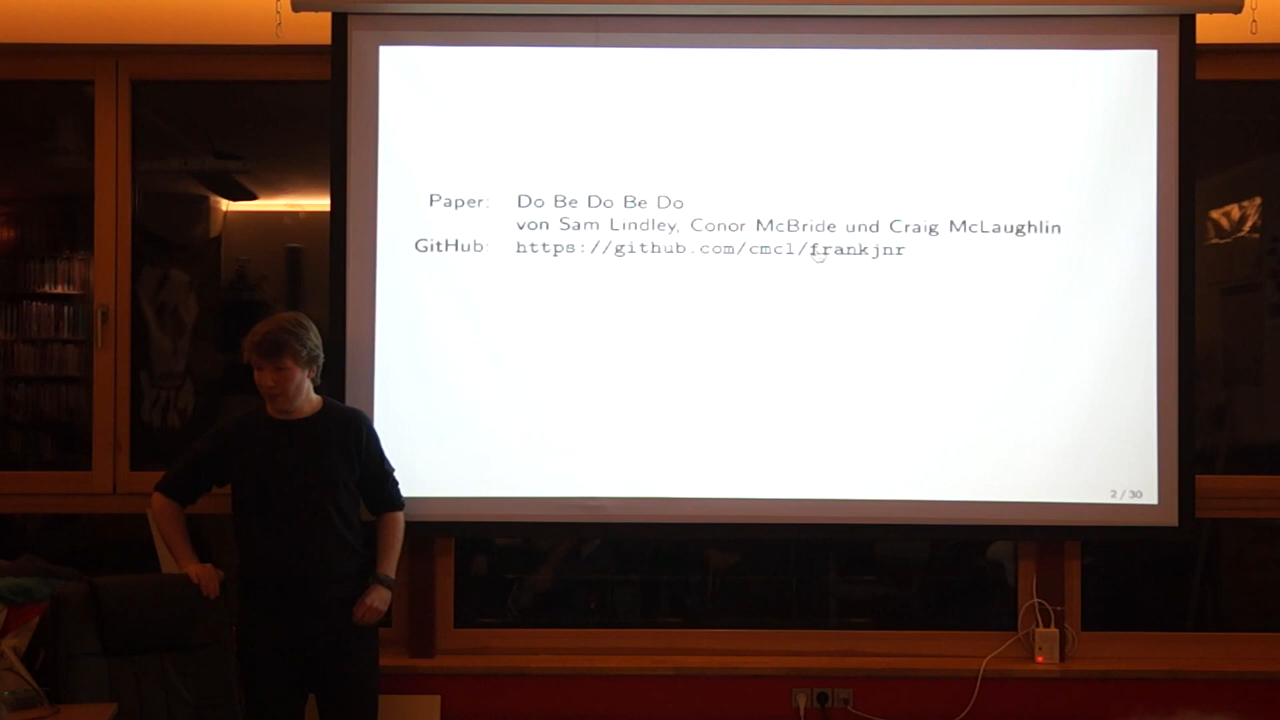 Paper: Do Be Do Be Do
von Sam Lindley, Conor McBride und Craig McLaughlin
GitHub: https://github.com/cmcl/frankjnr
2 / 30